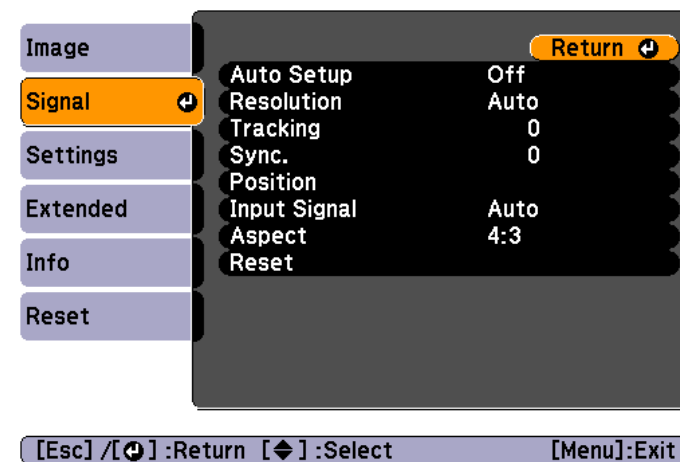 Image
Signal
Settings
Extended
Info
Reset
Return
Auto Setup Off
Resolution Auto
Tracking 0
Sync. 0
Position
Input Signal Auto
Aspect 4:3
Reset
[Esc] /[ ] :Return [ ] :Select [Menu]:Exit